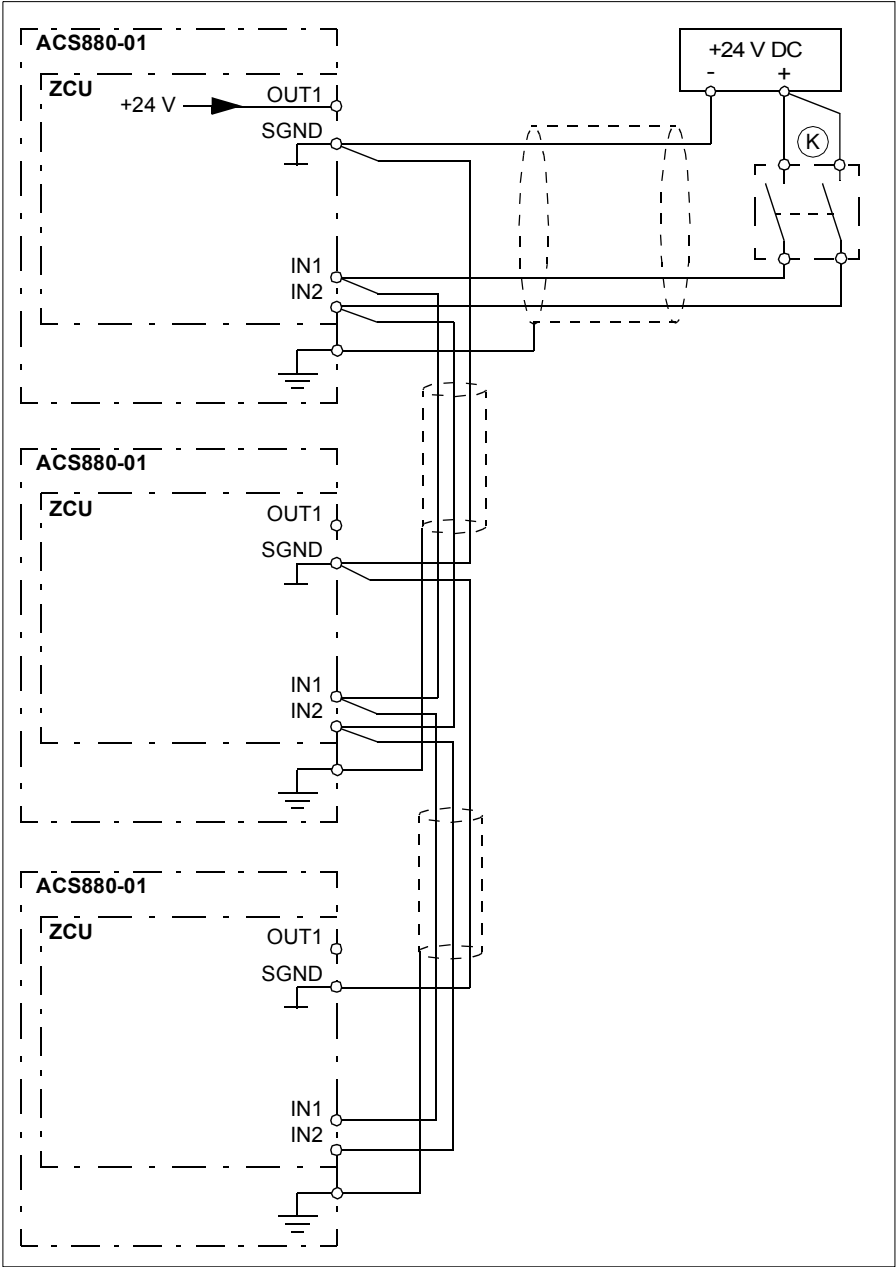 ACS880-01
ZCU
+24 V
OUT1
SGND
IN1
IN2
+24 V DC
- +
K
ACS880-01
ZCU
OUT1
SGND
IN1
IN2
ACS880-01
ZCU
OUT1
SGND
IN1
IN2